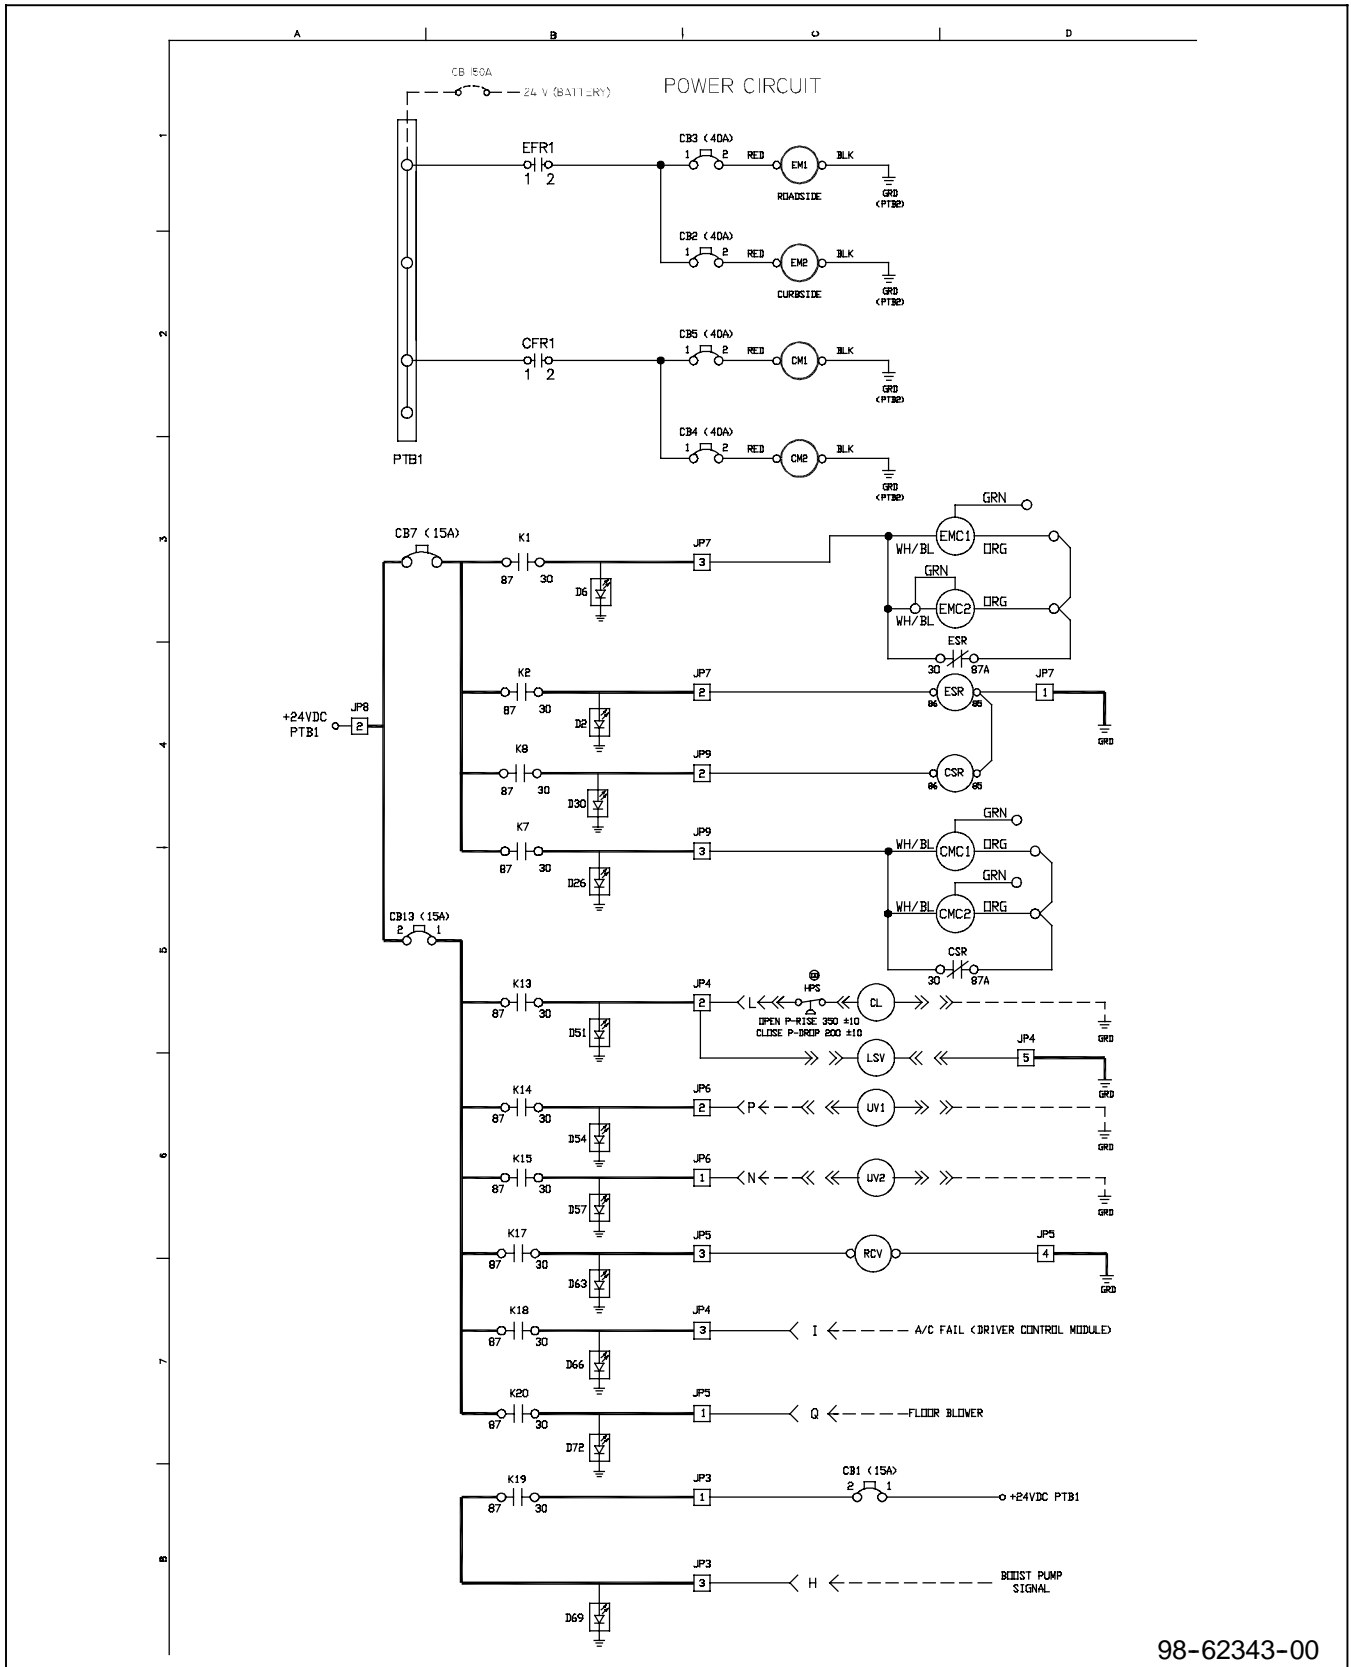 A B C D
CB 150A
24 V (BATTERY)
POWER CIRCUIT
1
EFR1
1 2
CB3 (40A)
1 2
RED
EM1
BLK
ROADSIDE
GRD
(PTB2)
CB2 (40A)
1 2
RED
EM2
BLK
CURBSIDE
GRD
(PTB2)
2
CFR1
1 2
CB5 (40A)
1 2
RED
CM1
BLK
GRD
(PTB2)
CB4 (40A)
1 2
RED
CM2
BLK
GRD
(PTB2)
PTB1
3
CB7 (15A)
K1
87 30
D6
JP7
3
GRN
WH/BL
EMC1
ORG
GRN
WH/BL
EMC2
ORG
ESR
30 87A
K2
87 30
D2
JP7
2
86 ESR 85
JP7
1
GRD
+24VDC
PTB1
JP8
2
4
K8
87 30
D30
JP9
2
86 CSR 85
K7
87 30
D26
JP9
3
GRN
WH/BL
CMC1
ORG
GRN
WH/BL
CMC2
ORG
CSR
30 87A
CB13 (15A)
2 1
5
K13
87 30
D51
JP4
2
L
HPS
CL
OPEN P-RISE 350 ±10
CLOSE P-DROP 200 ±10
GRD
LSV
JP4
5
GRD
K14
87 30
D54
JP6
2
P
UV1
GRD
6
K15
87 30
D57
JP6
1
N
UV2
GRD
K17
87 30
D63
JP5
3
RCV
JP5
4
GRD
K18
87 30
D66
JP4
3
I
A/C FAIL (DRIVER CONTROL MODULE)
7
K20
87 30
D72
JP5
1
Q
FLOOR BLOWER
K19
87 30
JP3
1
CB1 (15A)
2 1
+24VDC PTB1
8
JP3
3
H
BOOST PUMP
SIGNAL
D69
98-62343-00